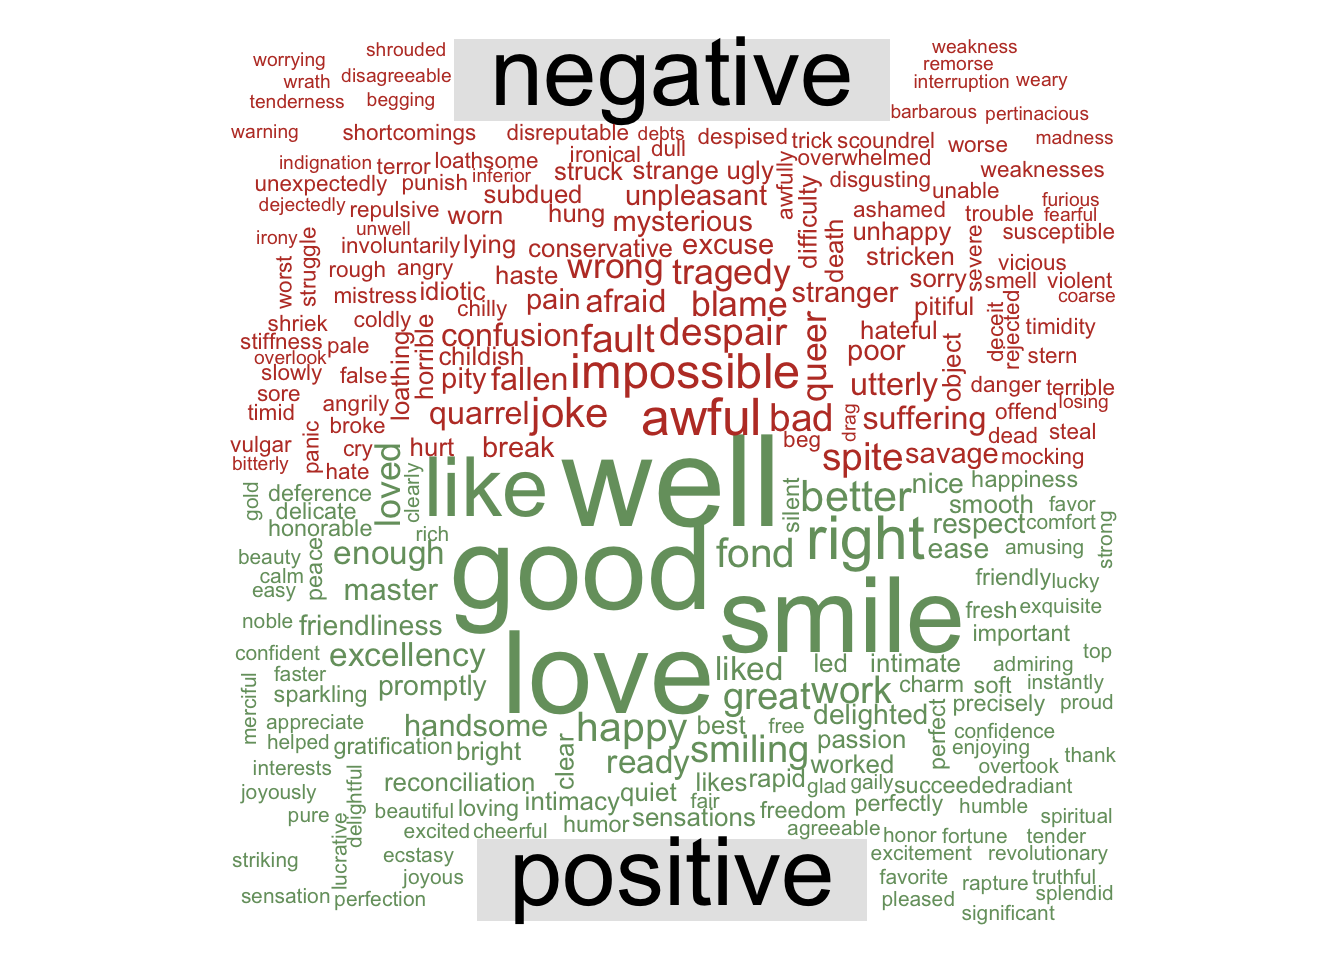 negative
worrying shrouded weakness
wrath disagreeable remorse
tenderness begging interruption weary
barbarous pertinacious
warning shortcomings disreputable debts despised trick scoundrel worse madness
indignation terror loathsome ironical dull overwhelmed weaknesses
unexpectedly punish inferior struck strange ugly awfully disgusting unable
dejectedly repulsive subdued unpleasant furious
irony unwell worn hung mysterious difficulty death ashamed trouble fearful
involuntarily lying conservative excuse unhappy severe susceptible
worst struggle rough angry haste wrong tragedy stricken vicious
mistress idiotic pain afraid blame stranger sorry smell violent
shriek coldly chilly pitiful deceit rejected coarse
stiffness pale loathing horrible confusion fault despair queer hateful timidity
overlook childish poor object stern
slowly false pity fallen impossible utterly danger terrible
sore angrily losing
timid broke quarrel joke awful bad drag suffering offend
vulgar panic cry hurt break beg dead steal
bitterly hate spite savage mocking
loved clearly like well silent better nice happiness
gold deference smooth favor
delicate right respect comfort strong
honorable rich
beauty peace enough good fond ease amusing
calm friendly lucky
easy master smile fresh exquisite
noble friendliness important
confident excellency love liked led intimate admiring top
merciful faster promptly great work charm soft instantly
sparkling precisely proud
appreciate handsome happy best free delighted perfect confidence
helped gratification bright clear smiling passion enjoying thank
interests ready worked overtook
joyously delightful reconciliation likes rapid glad gaily succeeded radiant
pure beautiful loving intimacy quiet fair freedom perfectly humble spiritual
lucrative excited cheerful humor sensations agreeable honor fortune tender
striking ecstasy excitement revolutionary
joyous favorite rapture truthful
sensation perfection pleased splendid
significant
positive